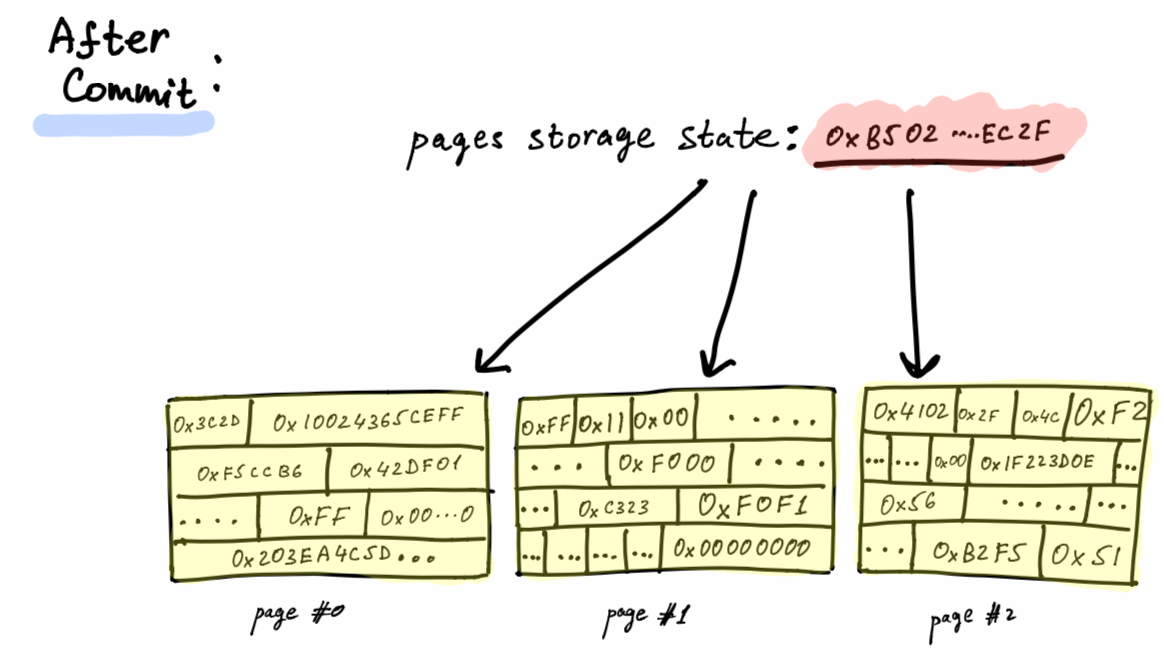 After
Commit:
pages storage state: 0xB502 ....EC2F
0x3C2D 0x10024365CEFF
0xF5CCB6 0x42DF01
.... 0xFF 0x00...0
0x203EA4C5D...
page #0
0xFF 0x11 0x00 .....
... 0xF000 ....
... 0xC323 0xF0F1
... ... ... ... 0x00000000
page #1
0x4102 0x2F 0x4C 0xF2
... ... 0x00 0x1F223D0E ...
0x56 ..... ...
... 0xB2F5 0x51
page #2